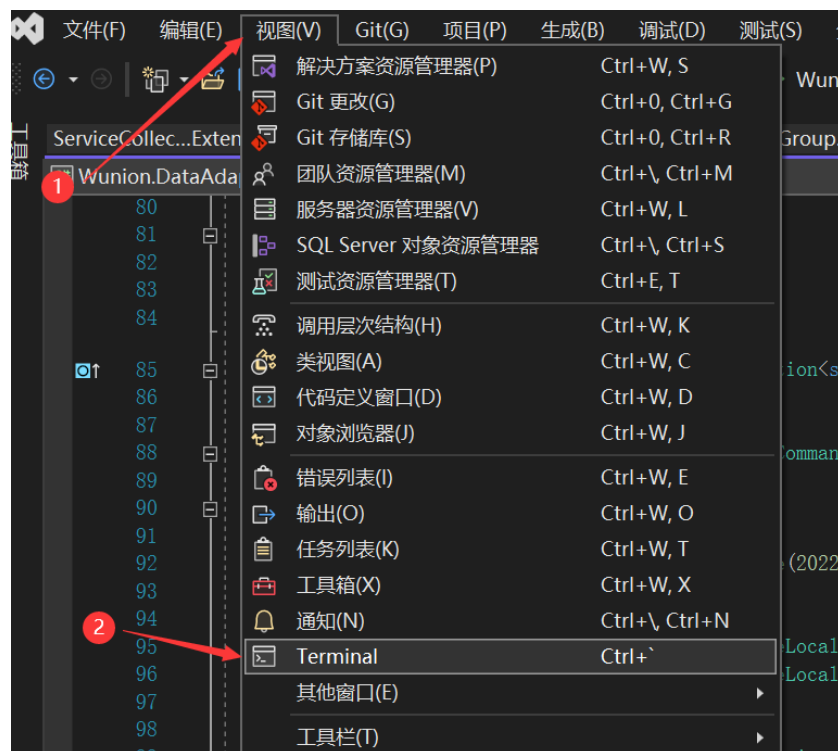 文件(F) 编辑(E) 视图(V) Git(G) 项目(P) 生成(B) 调试(D) 测试(S)
解决方案资源管理器(P) Ctrl+W, S
Wun
Git 更改(G) Ctrl+0, Ctrl+G
工具箱
ServiceCollec...Exten
Git 存储库(S) Ctrl+0, Ctrl+R
Group.
1
Wunion.DataAda
团队资源管理器(M) Ctrl+\, Ctrl+M
80
服务器资源管理器(V) Ctrl+W, L
81
SQL Server 对象资源管理器 Ctrl+\, Ctrl+S
82
83
测试资源管理器(T) Ctrl+E, T
84
调用层次结构(H) Ctrl+W, K
85
类视图(A) Ctrl+W, C
ion<s
86
代码定义窗口(D) Ctrl+W, D
87
对象浏览器(J) Ctrl+W, J
88
Comman
89
错误列表(I) Ctrl+W, E
90
输出(O) Ctrl+W, O
91
任务列表(K) Ctrl+W, T
92
(2022
93
工具箱(X) Ctrl+W, X
94
通知(N) Ctrl+\, Ctrl+N
2
95
Local
Terminal Ctrl+`
96
Local
97
其他窗口(E)
98
工具栏(T)